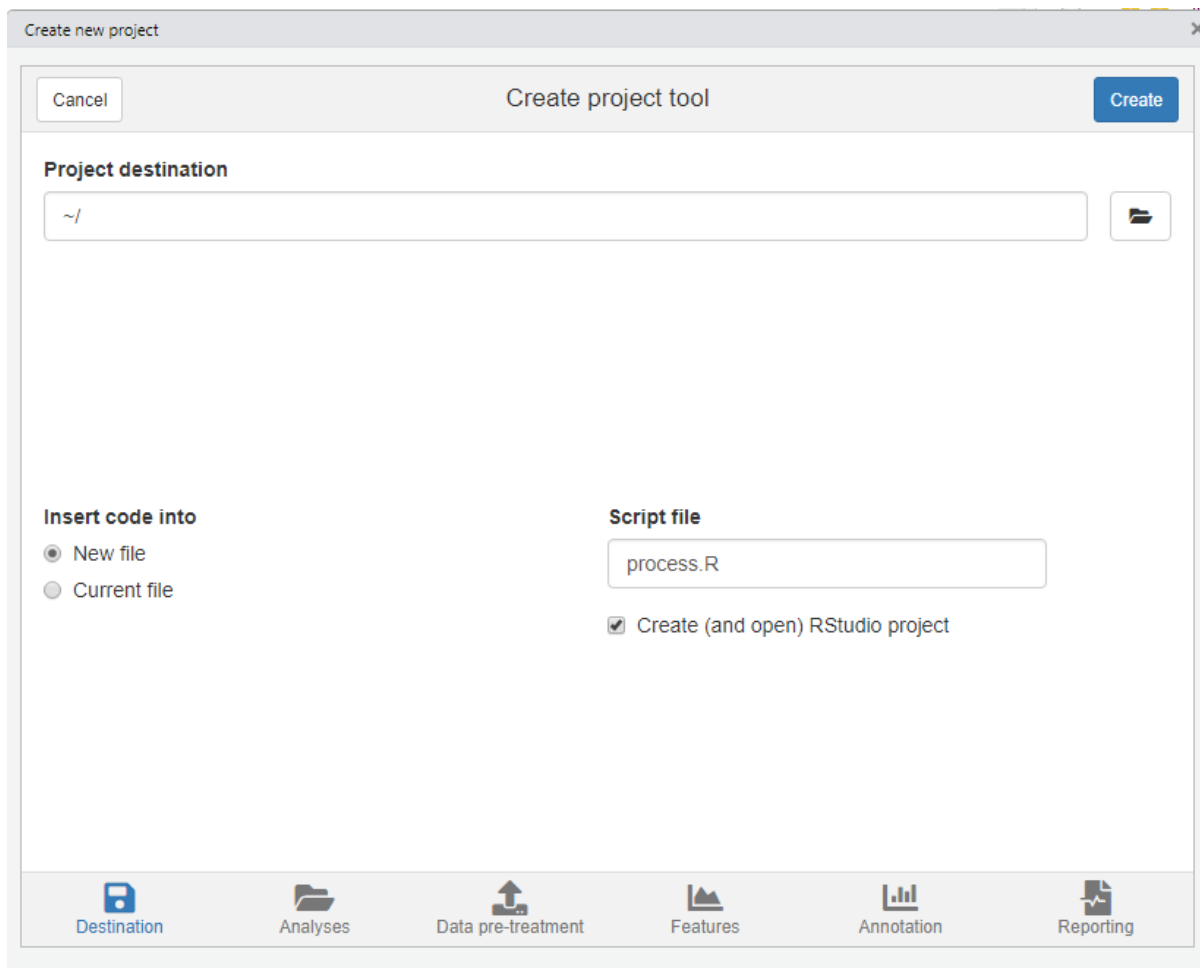 Create new project
Cancel
Create project tool
Create
Project destination
~/
Insert code into
New file
Current file
Script file
process.R
Create (and open) RStudio project
Destination
Analyses
Data pre-treatment
Features
Annotation
Reporting